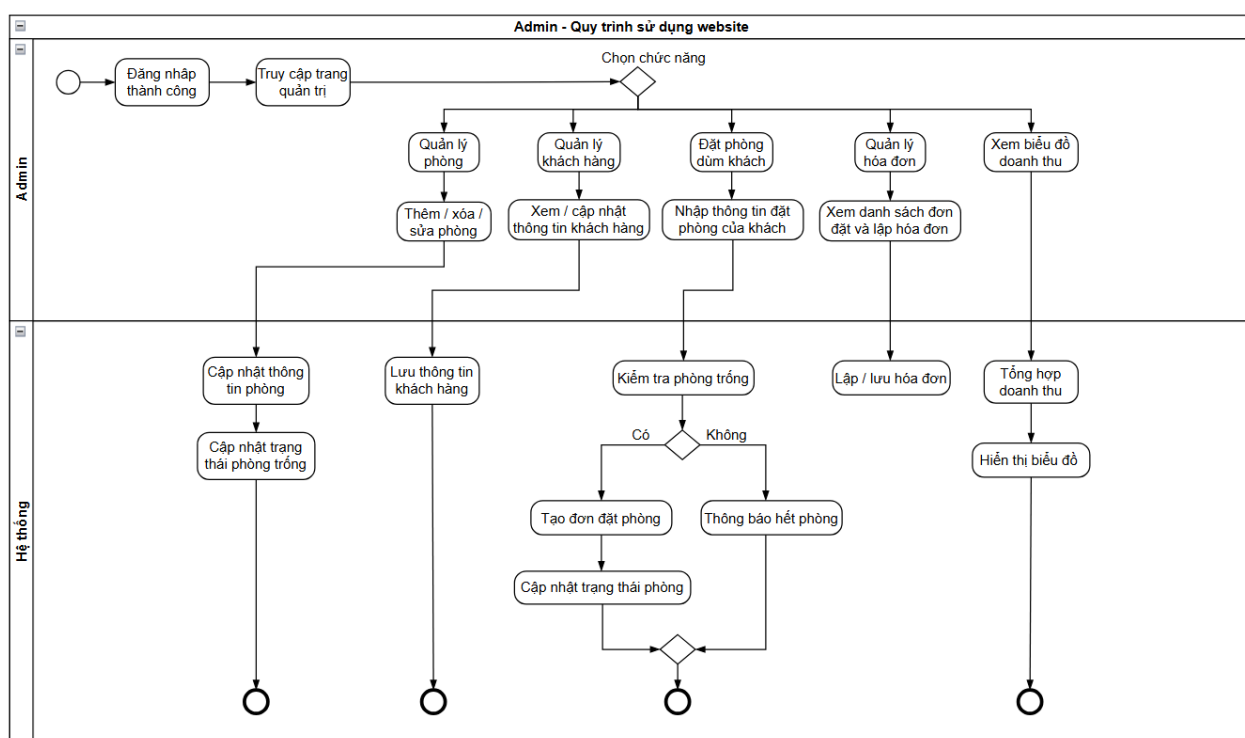 Admin - Quy trình sử dụng website
Admin
Chọn chức năng
Đăng nhập
thành công
Truy cập trang
quản trị
Quản lý
phòng
Quản lý
khách hàng
Đặt phòng
dùm khách
Quản lý
hóa đơn
Xem biểu đồ
doanh thu
Thêm / xóa /
sửa phòng
Xem / cập nhật
thông tin khách hàng
Nhập thông tin đặt
phòng của khách
Xem danh sách đơn
đặt và lập hóa đơn
Hệ thống
Cập nhật thông
tin phòng
Lưu thông tin
khách hàng
Kiểm tra phòng trống
Lập / lưu hóa đơn
Tổng hợp
doanh thu
Cập nhật trạng
thái phòng trống
Có
Không
Hiển thị biểu đồ
Tạo đơn đặt phòng
Thông báo hết phòng
Cập nhật trạng thái phòng